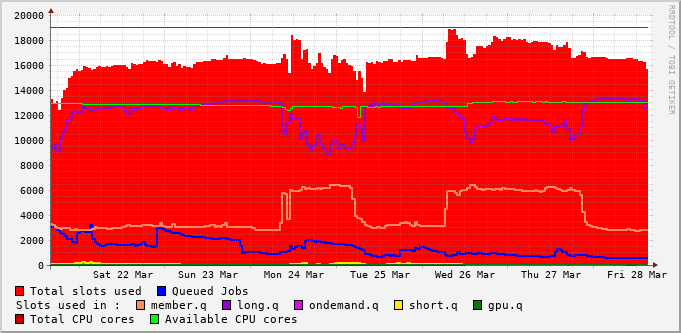 20000
18000
16000
14000
12000
10000
8000
6000
4000
2000
0
Sat 22 Mar Sun 23 Mar Mon 24 Mar Tue 25 Mar Wed 26 Mar Thu 27 Mar Fri 28 Mar
RRDTOOL / TOBI OETIKER
Total slots used Queued Jobs
Slots used in : member.q long.q ondemand.q short.q gpu.q
Total CPU cores Available CPU cores